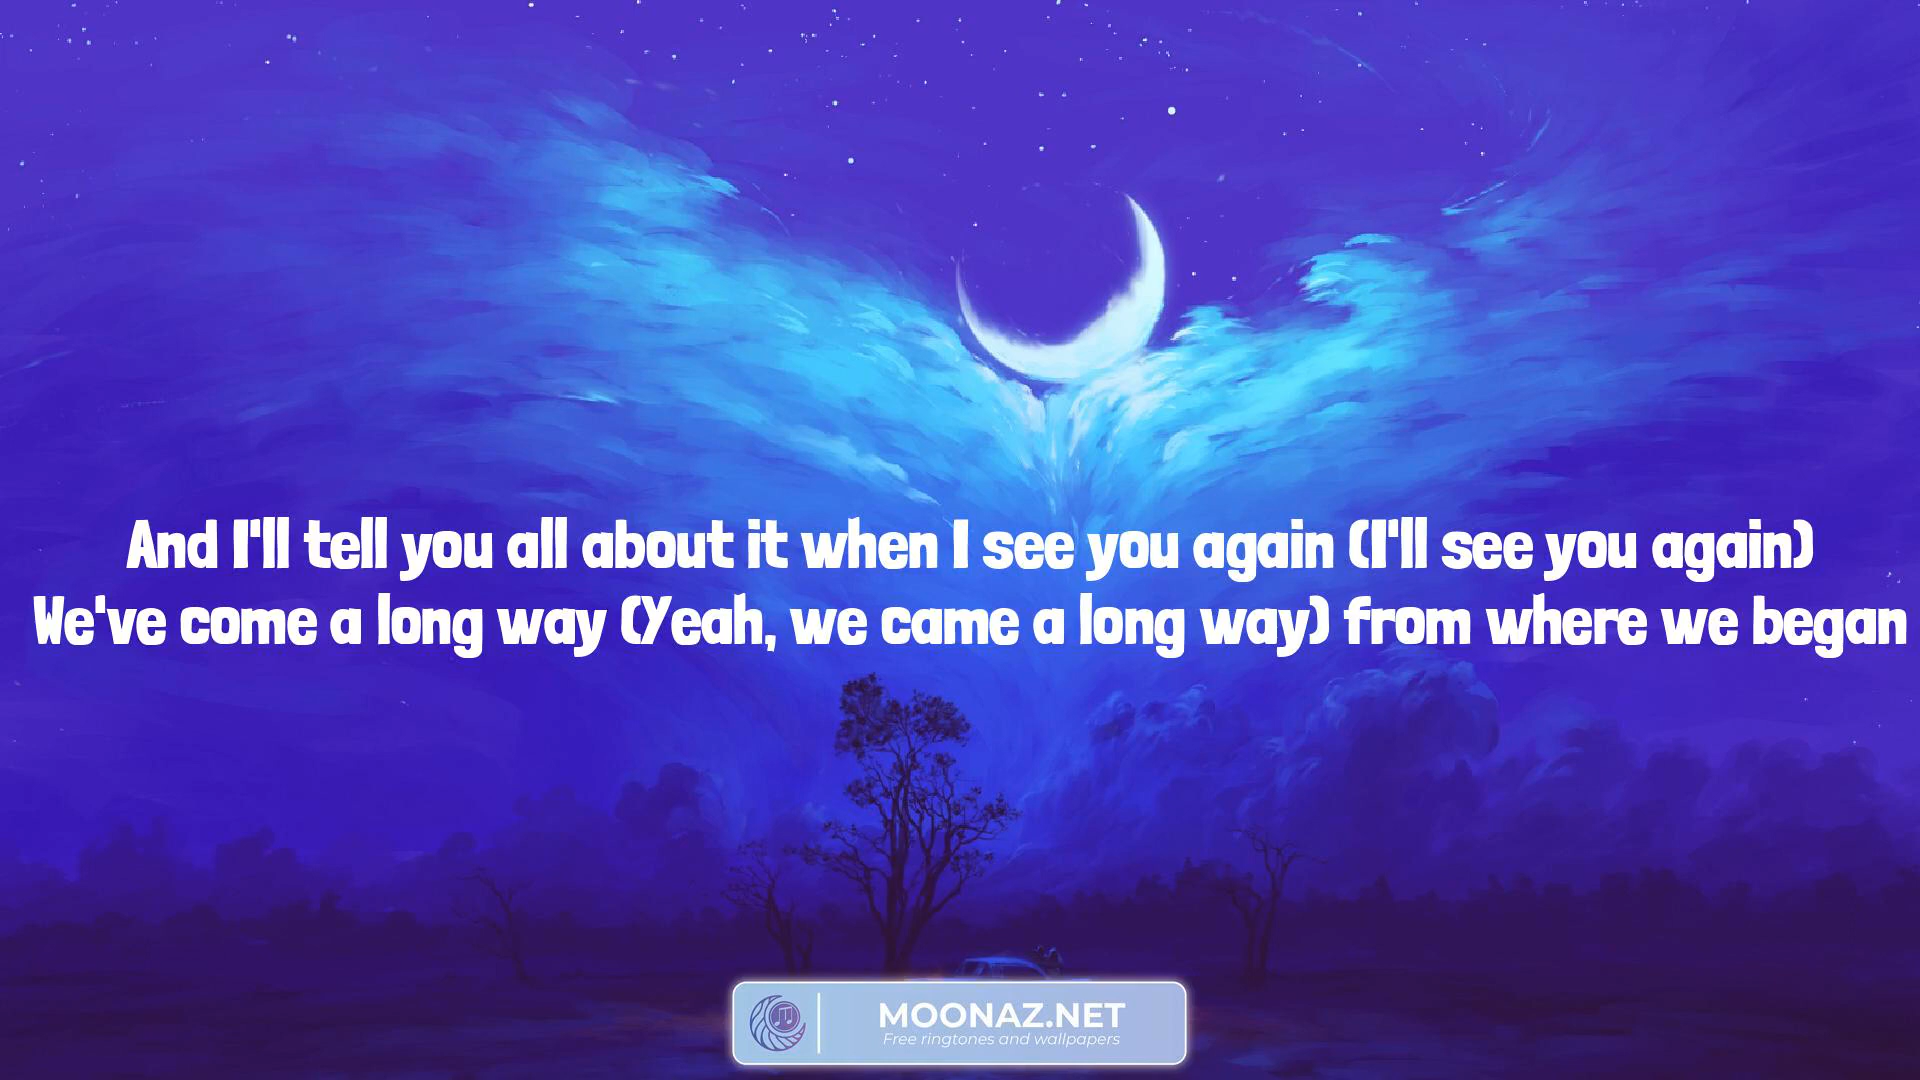 And I'll tell you all about it when I see you again (I'll see you again)
We've come a long way (Yeah, we came a long way) from where we began
MOONAZ.NET
Free ringtones and wallpapers